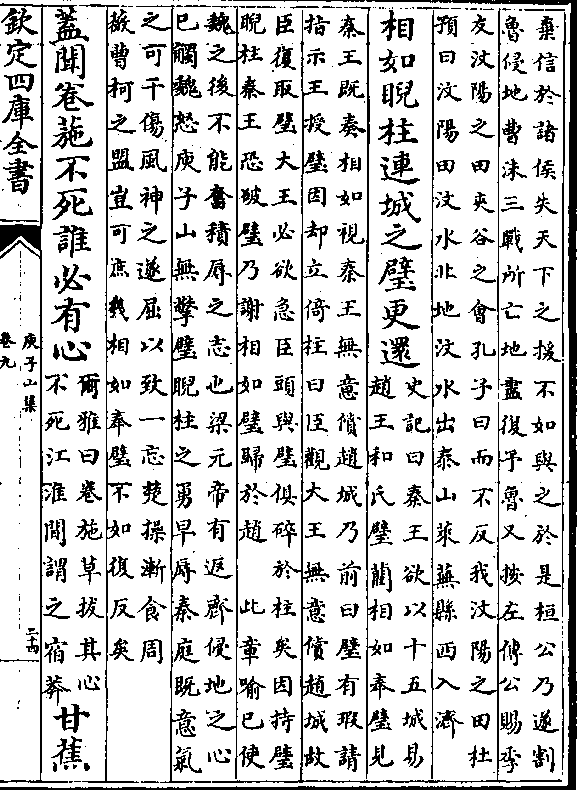 棄信於諸侯失天下之援不如與之於是桓公乃遂割
魯侵地曹沬三戰所亡地盡復予魯又按左傳公賜季
友汶陽之田夾谷之會孔子曰而不反我汶陽之田杜
預曰汶陽田汶水北地汶水出泰山萊蕪縣西入濟
相如睨柱連城之璧更還
史記曰秦王欲以十五城易
趙王和氏璧藺相如奉璧見
秦王既奏相如視秦王無意償趙城乃前曰璧有瑕請
指示王授璧因却立倚柱曰臣觀大王無意償趙城故
臣復取璧大王必欲急臣頭與璧俱碎於柱矣因持璧
睨柱秦王恐破璧乃謝相如璧歸於趙 此章喻已使
魏之後不能奮積辱之志也梁元帝有返齊侵地之心
已觸魏怒庾子山無擎璧睨柱之勇早辱秦庭既意氣
之可干傷風神之遂屈以致一忘楚操漸食周
薇曹柯之盟豈可庶幾相如奉璧不如復反矣
蓋聞卷葹不死誰必有心
爾雅曰卷施草拔其心
不死江淮間謂之宿莽
甘蕉
欽定四庫全書
庾子山集
卷九
二十四